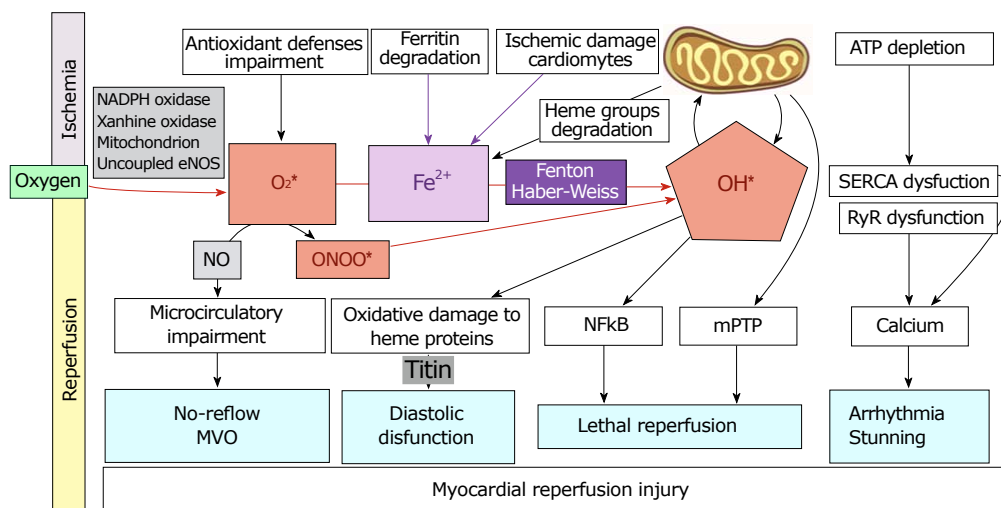 Ischemia
Reperfusion
Oxygen
NADPH oxidase
Xanhine oxidase
Mitochondrion
Uncoupled eNOS
Antioxidant defenses
impairment
Ferritin
degradation
Ischemic damage
cardiomytes
Heme groups
degradation
ATP depletion
O₂*
Fe²⁺
Fenton
Haber-Weiss
OH*
SERCA dysfuction
RyR dysfunction
NO
ONOO*
Microcirculatory
impairment
Oxidative damage to
heme proteins
NFkB
mPTP
Calcium
Titin
No-reflow
MVO
Diastolic
disfunction
Lethal reperfusion
Arrhythmia
Stunning
Myocardial reperfusion injury